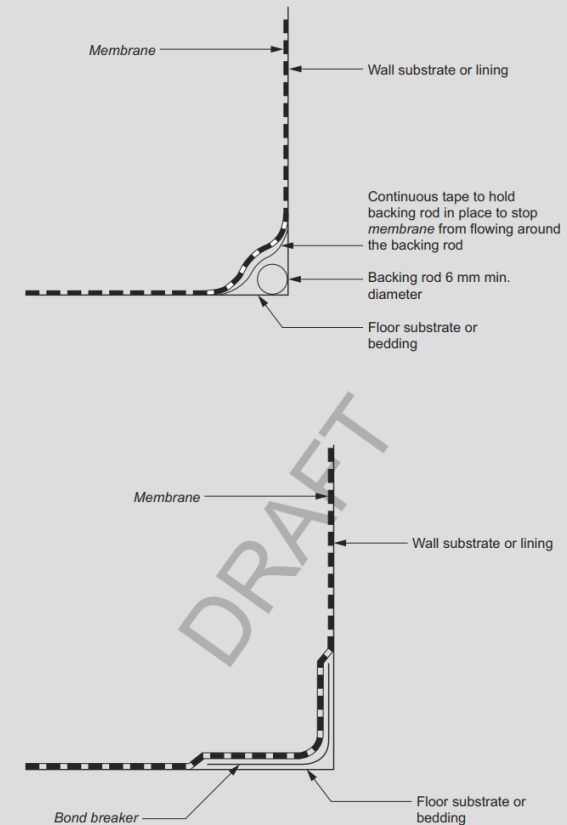 Membrane
Wall substrate or lining
Continuous tape to hold
backing rod in place to stop
membrane from flowing around
the backing rod
Backing rod 6 mm min.
diameter
Floor substrate or
bedding
DRAFT
Membrane
Wall substrate or lining
Floor substrate or
bedding
Bond breaker